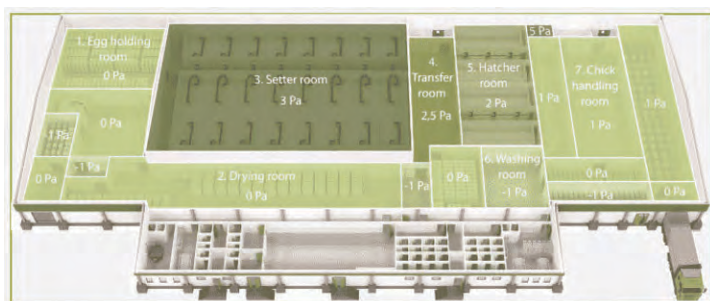 1. Egg holding
room
0 Pa
0 Pa
-1 Pa
0 Pa
-1 Pa
3. Setter room
3 Pa
2. Drying room
0 Pa
4.
Transfer
room
2,5 Pa
-1 Pa
5. Hatcher
room
2 Pa
5 Pa
0 Pa
6. Washing
room
-1 Pa
1 Pa
7. Chick
handling
room
1 Pa
0 Pa
-1 Pa
1 Pa
0 Pa